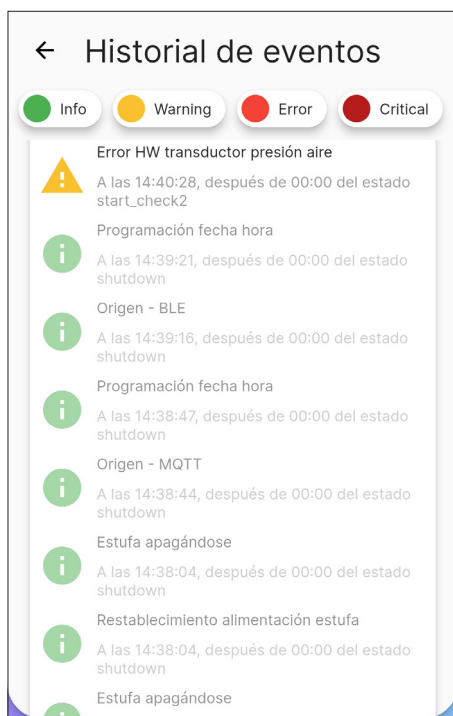 Historial de eventos
Info
Warning
Error
Critical
Error HW transductor presión aire
A las 14:40:28, después de 00:00 del estado
start_check2
Programación fecha hora
A las 14:39:21, después de 00:00 del estado
shutdown
Origen - BLE
A las 14:39:16, después de 00:00 del estado
shutdown
Programación fecha hora
A las 14:38:47, después de 00:00 del estado
shutdown
Origen - MQTT
A las 14:38:44, después de 00:00 del estado
shutdown
Estufa apagándose
A las 14:38:04, después de 00:00 del estado
shutdown
Restablecimiento alimentación estufa
A las 14:38:04, después de 00:00 del estado
shutdown
Estufa apagándose